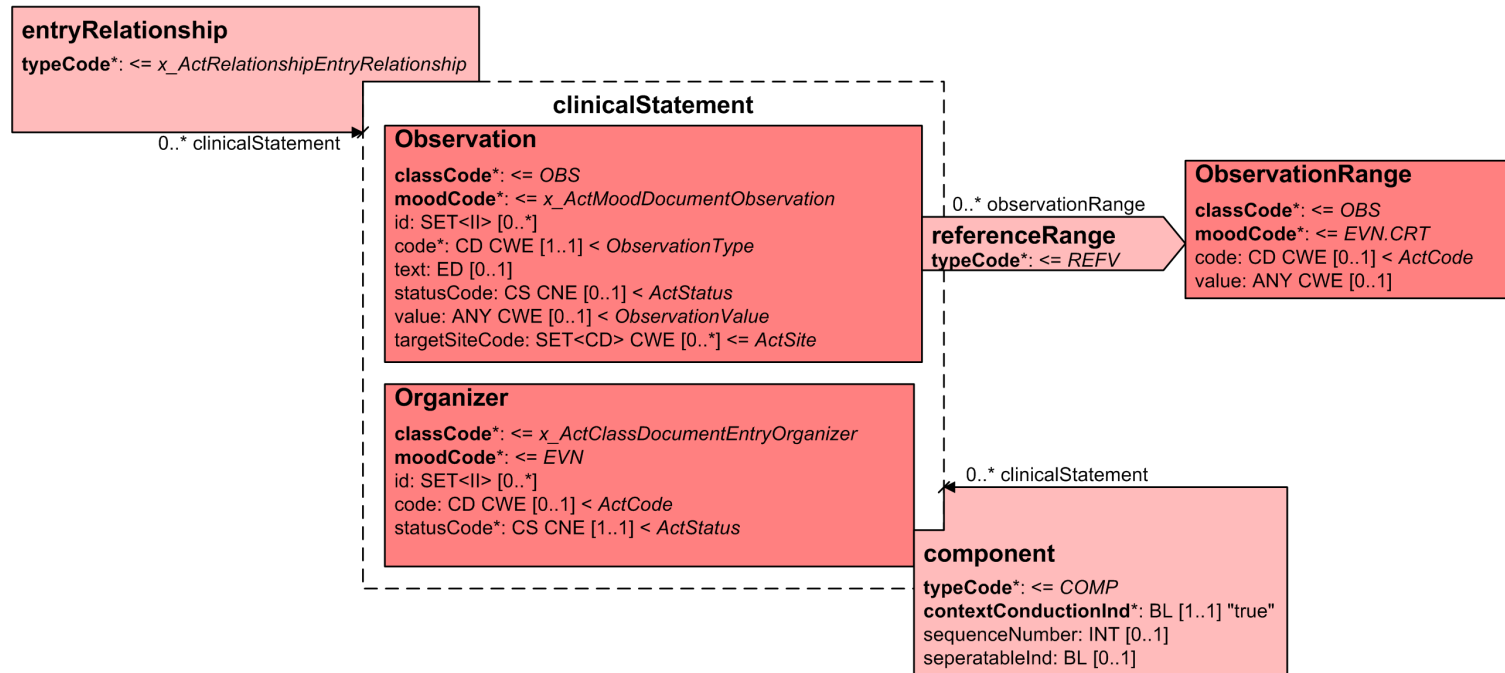 entryRelationship
typeCode*: <= x_ActRelationshipEntryRelationship
0..* clinicalStatement
clinicalStatement
Observation
classCode*: <= OBS
moodCode*: <= x_ActMoodDocumentObservation
id: SET<II> [0..*]
code*: CD CWE [1..1] < ObservationType
text: ED [0..1]
statusCode: CS CNE [0..1] < ActStatus
value: ANY CWE [0..1] < ObservationValue
targetSiteCode: SET<CD> CWE [0..*] <= ActSite
0..* observationRange
referenceRange
typeCode*: <= REFV
ObservationRange
classCode*: <= OBS
moodCode*: <= EVN.CRT
code: CD CWE [0..1] < ActCode
value: ANY CWE [0..1]
Organizer
classCode*: <= x_ActClassDocumentEntryOrganizer
moodCode*: <= EVN
id: SET<II> [0..*]
code: CD CWE [0..1] < ActCode
statusCode*: CS CNE [1..1] < ActStatus
0..* clinicalStatement
component
typeCode*: <= COMP
contextConductionInd*: BL [1..1] "true"
sequenceNumber: INT [0..1]
seperatableInd: BL [0..1]